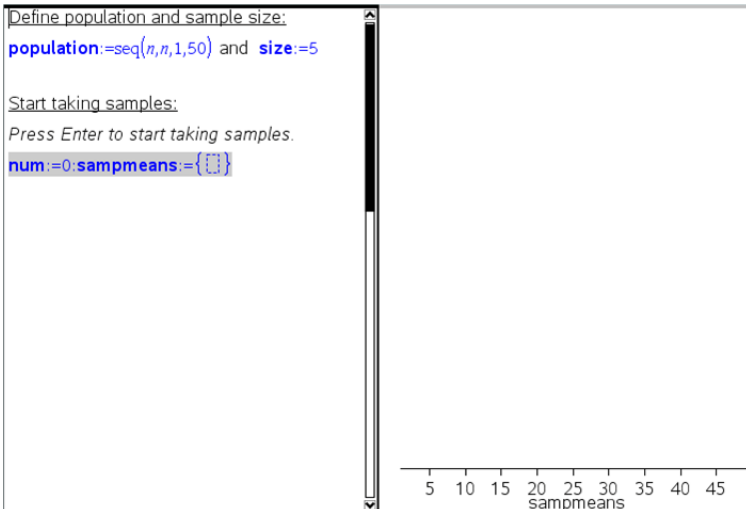 Define population and sample size:
population:=seq(n,n,1,50) and size:=5
Start taking samples:
Press Enter to start taking samples.
num:=0:sampmeans:={▯}
5 10 15 20 25 30 35 40 45
sampmeans